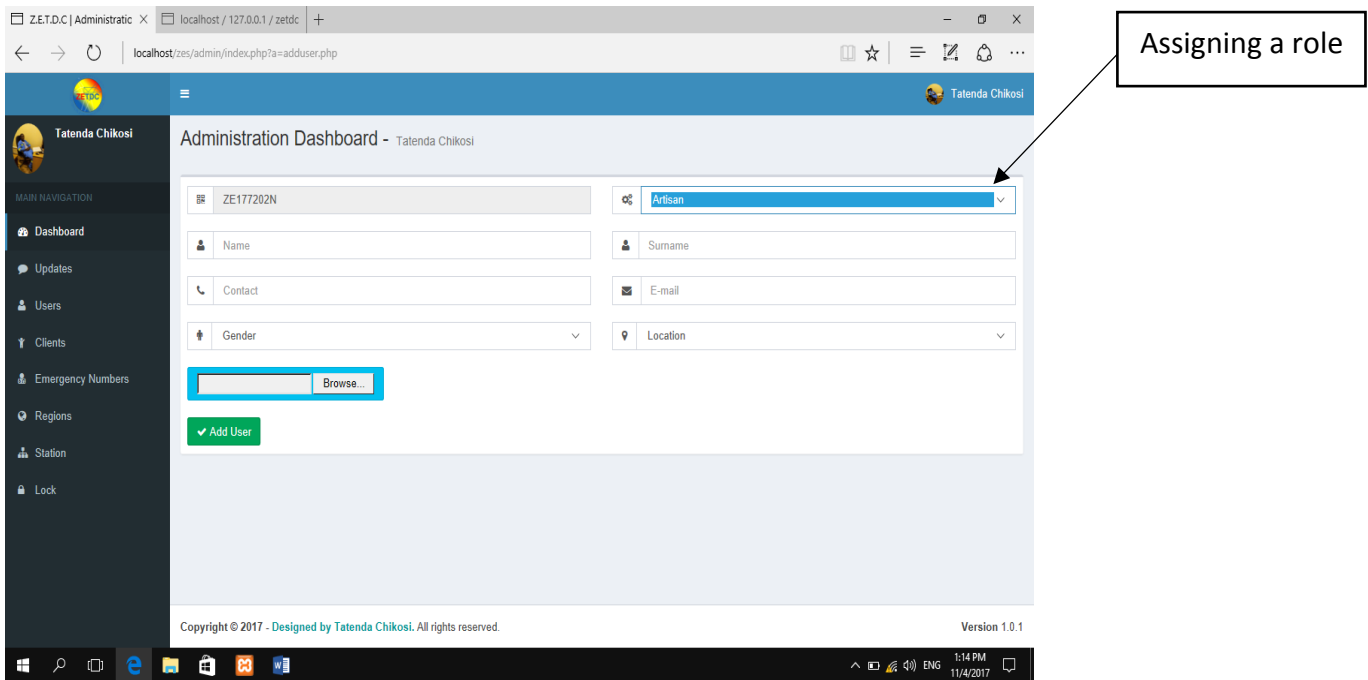 Z.E.T.D.C | Administratic
localhost / 127.0.0.1 / zetdc
localhost/zes/admin/index.php?a=adduser.php
Assigning a role
ZETDC
Tatenda Chikosi
Tatenda Chikosi
Administration Dashboard - Tatenda Chikosi
MAIN NAVIGATION
Dashboard
Updates
Users
Clients
Emergency Numbers
Regions
Station
Lock
ZE177202N
Artisan
Name
Surname
Contact
E-mail
Gender
Location
Browse...
Add User
Copyright © 2017 - Designed by Tatenda Chikosi. All rights reserved.
Version 1.0.1
ENG
1:14 PM
11/4/2017